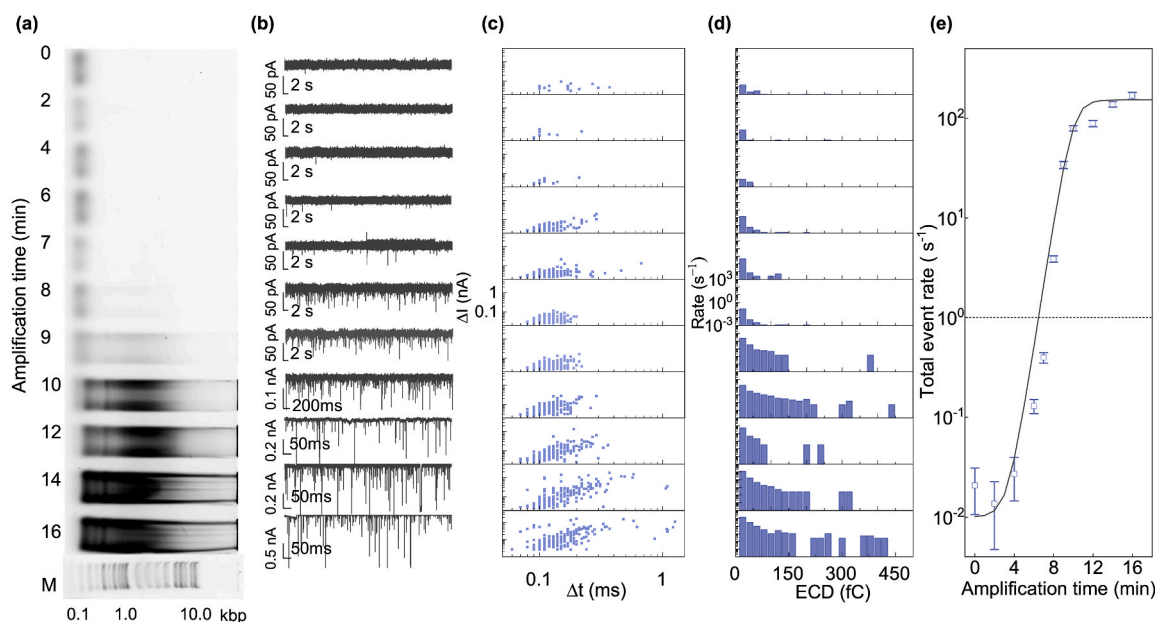 (a)
(b)
(c)
(d)
(e)
Amplification time (min)
0
2
4
6
7
8
9
10
12
14
16
M
0.1 1.0 10.0 kbp
50 pA
2 s
50 pA
2 s
50 pA
2 s
50 pA
2 s
50 pA
2 s
50 pA
2 s
50 pA
2 s
0.1 nA
200ms
0.2 nA
50ms
0.2 nA
50ms
0.5 nA
50ms
ΔI (nA)
1
0.1
0.1 1
Δt (ms)
Rate (s⁻¹)
10³
10⁰
10⁻³
0 150 300 450
ECD (fC)
Total event rate ( s⁻¹)
10²
10¹
10⁰
10⁻¹
10⁻²
0 4 8 12 16
Amplification time (min)